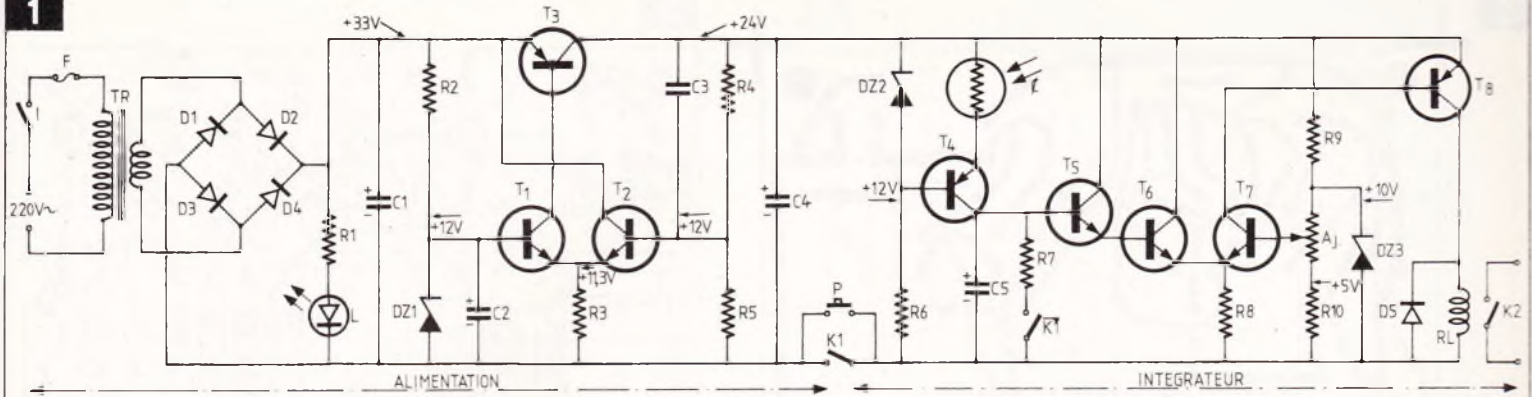 1
F
I
220V~
TR
D1
D2
D3
D4
R1
L
+33V
C1
R2
+12V
DZ1
C2
T3
T1
T2
+11,3V
R3
+24V
C3
R4
+12V
R5
C4
P
K1
DZ2
+12V
R6
T4
C5
R7
K1
T5
T6
T7
R8
R9
Aj.
+10V
DZ3
+5V
R10
T8
D5
RL
K2
ALIMENTATION
INTEGRATEUR